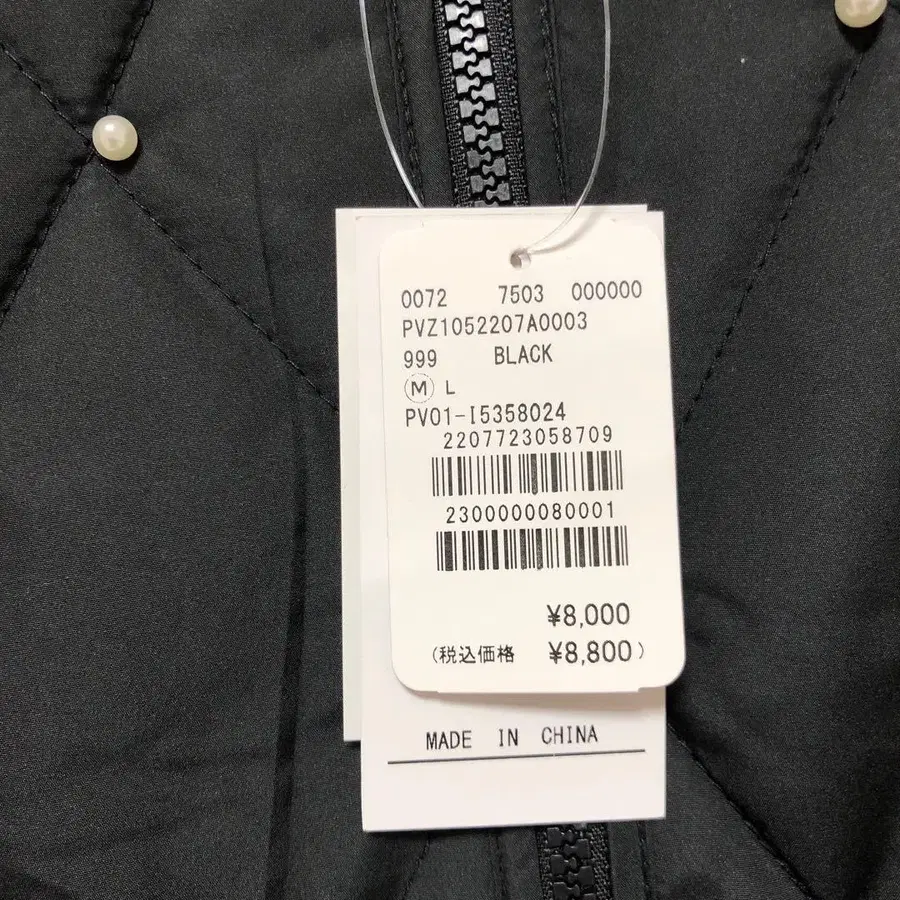 0072 7503 000000
PVZ1052207A0003
999 BLACK
M L
PV01-I5358024
2207723058709
2300000080001
¥8,000
(税込価格 ¥8,800)
MADE IN CHINA